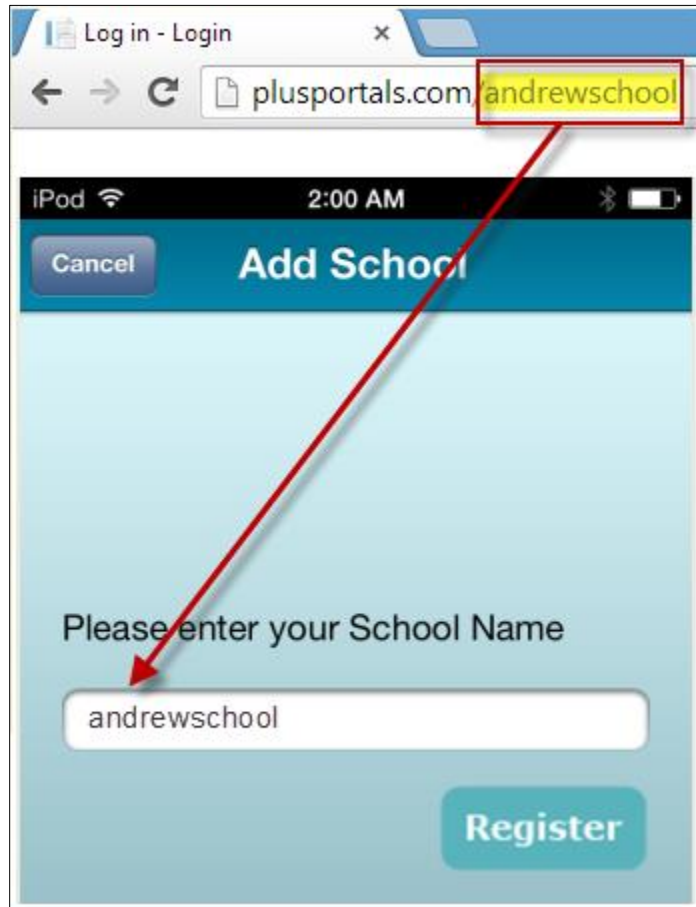 Log in - Login
plusportals.com/andrewschool
iPod 2:00 AM
Cancel Add School
Please enter your School Name
andrewschool
Register